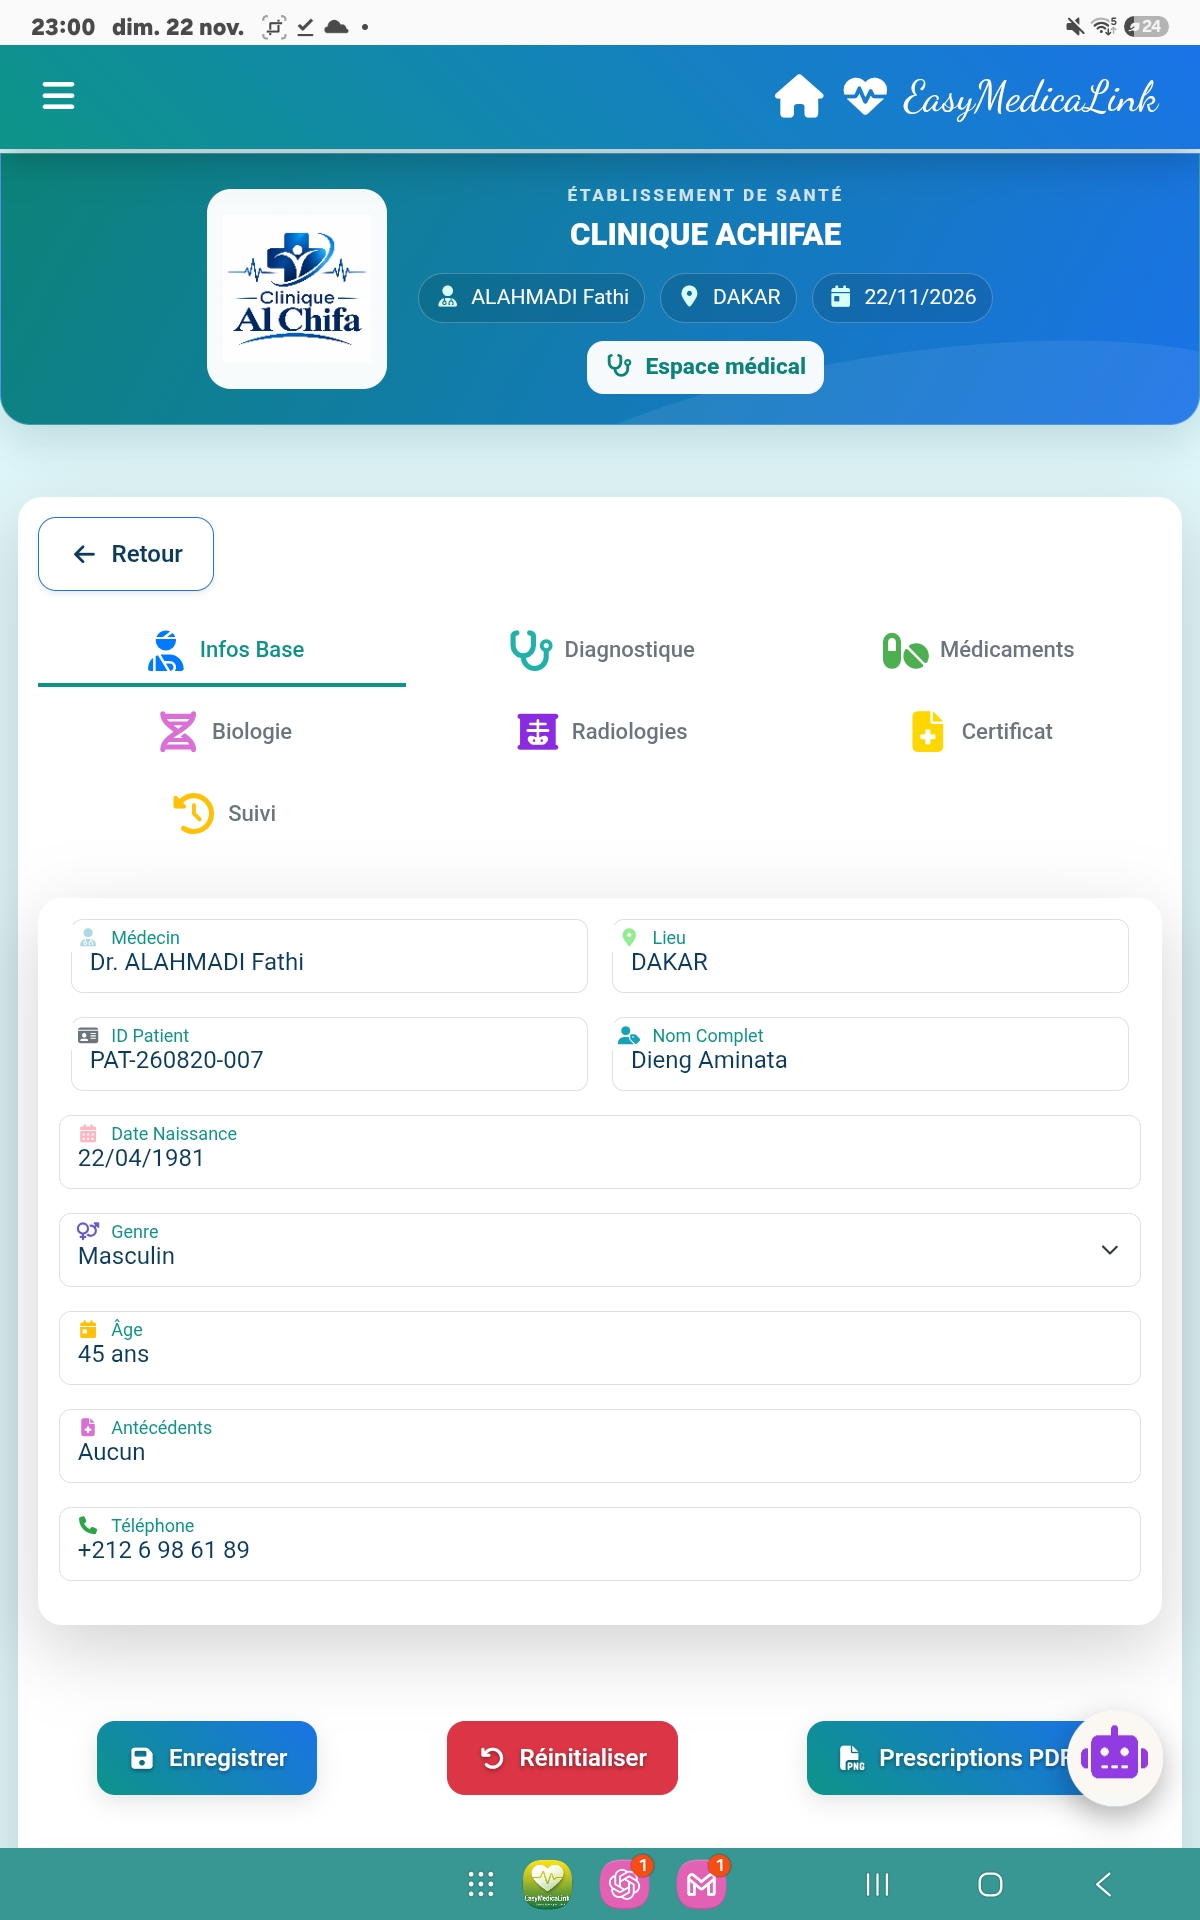 23:00 dim. 22 nov.
5
24
EasyMedicaLink
ÉTABLISSEMENT DE SANTÉ
CLINIQUE ACHIFAE
ALAHMADI Fathi
DAKAR
22/11/2026
Espace médical
Clinique
Al Chifa
Retour
Infos Base
Diagnostique
Médicaments
Biologie
Radiologies
Certificat
Suivi
Médecin
Dr. ALAHMADI Fathi
Lieu
DAKAR
ID Patient
PAT-260820-007
Nom Complet
Dieng Aminata
Date Naissance
22/04/1981
Genre
Masculin
Âge
45 ans
Antécédents
Aucun
Téléphone
+212 6 98 61 89
Enregistrer
Réinitialiser
PNG
Prescriptions PDF
EasyMedicaLink
1
1